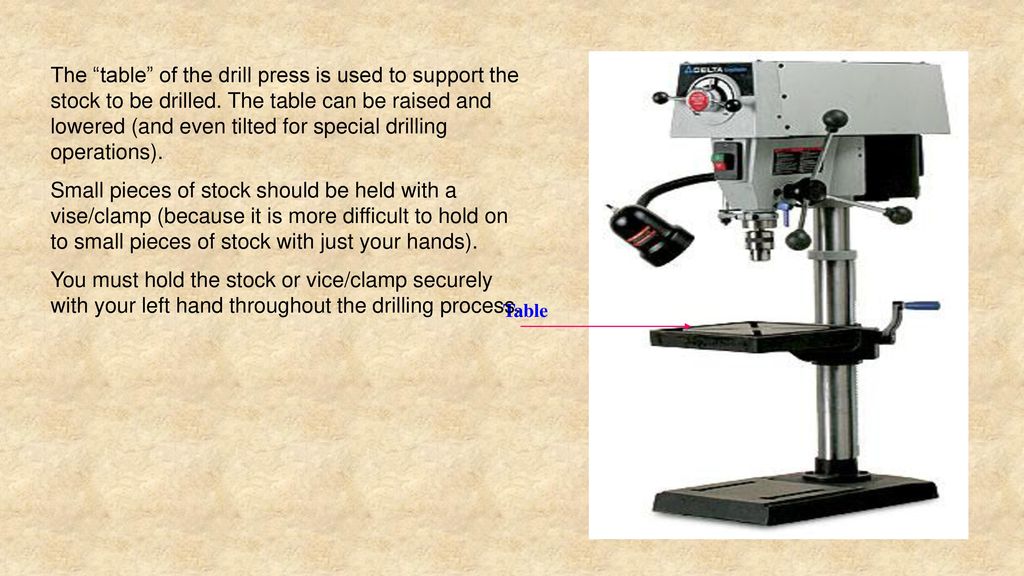 The “table” of the drill press is used to support the
stock to be drilled. The table can be raised and
lowered (and even tilted for special drilling
operations).
Small pieces of stock should be held with a
vise/clamp (because it is more difficult to hold on
to small pieces of stock with just your hands).
You must hold the stock or vice/clamp securely
with your left hand throughout the drilling process.
Table
DELTA